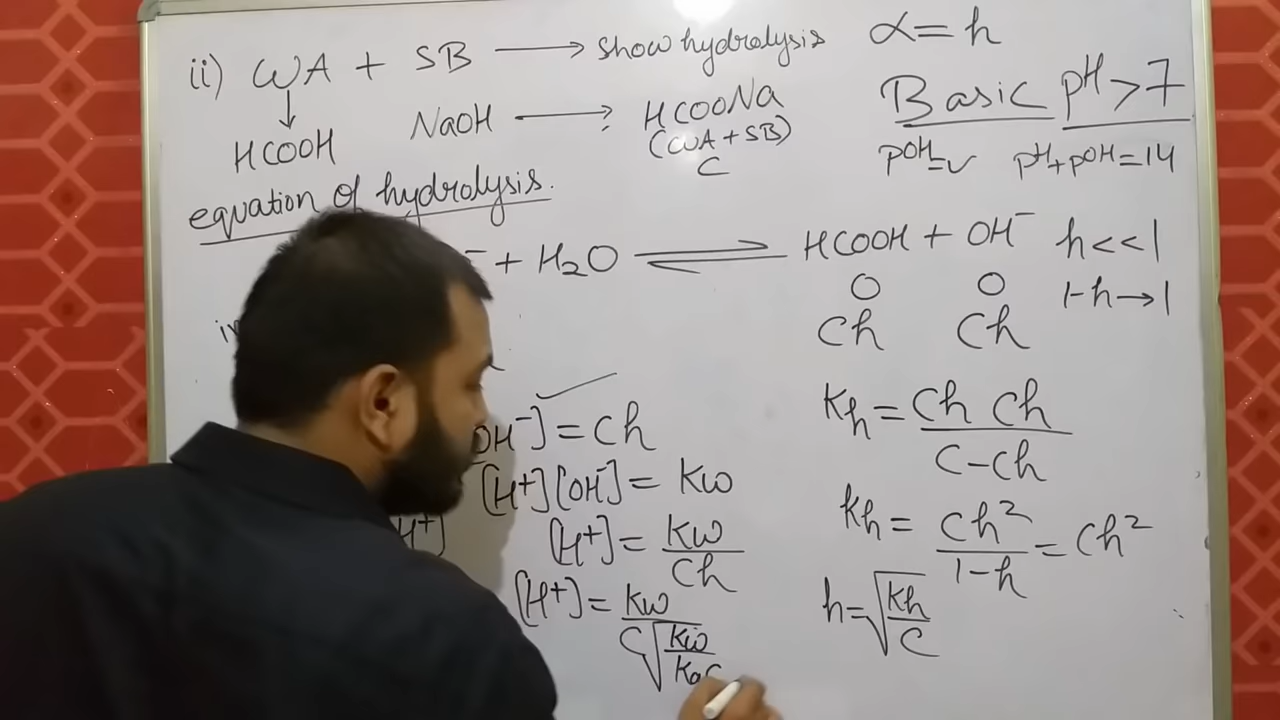 ii) WA + SB ⟶ Show hydrolysis α = h
↓
HCOOH NaOH ⟶ HCOONa Basic pH > 7
(WA + SB)
C
pOH = ✓ pH + pOH = 14
equation of hydrolysis.
+ H₂O ⇌ HCOOH + OH⁻ h << 1
O O 1-h → 1
Ch Ch
OH⁻] = Ch
[H⁺][OH⁻] = Kw
H⁺]
[H⁺] = Kw / Ch
[H⁺] = Kw / C√(Kw / KaC)
Kh = Ch Ch / C - Ch
Kh = Ch² / 1 - h = Ch²
h = √(Kh / C)